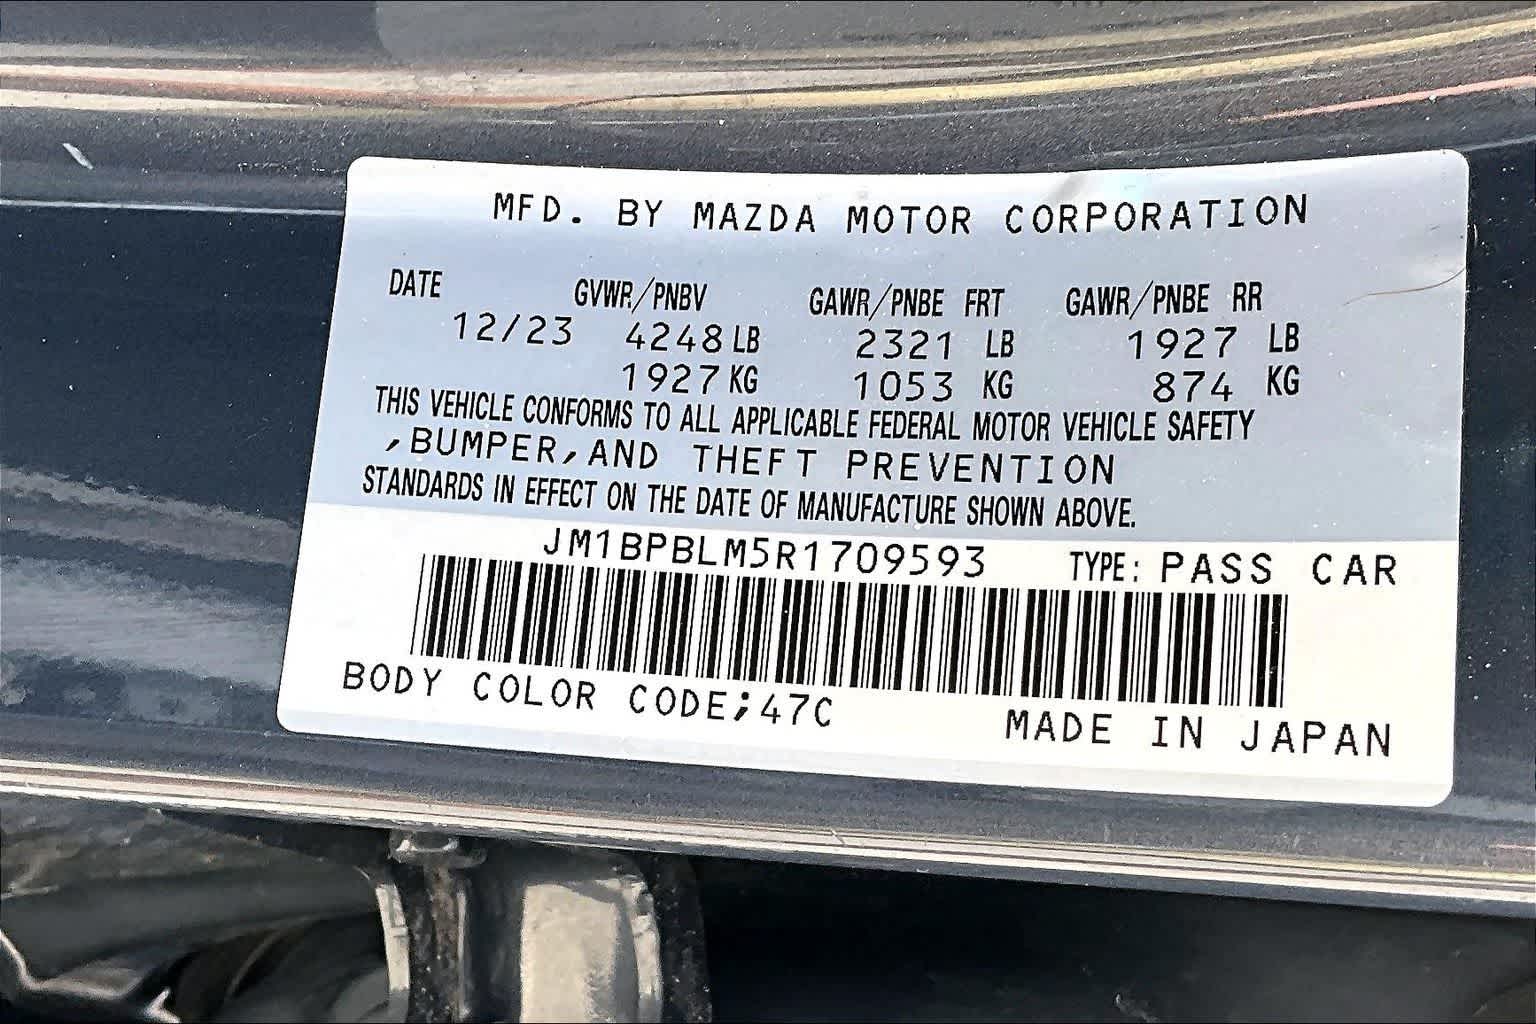 MFD. BY MAZDA MOTOR CORPORATION
DATE GVWR/PNBV GAWR/PNBE FRT GAWR/PNBE RR
12/23 4248 LB 2321 LB 1927 LB
1927 KG 1053 KG 874 KG
THIS VEHICLE CONFORMS TO ALL APPLICABLE FEDERAL MOTOR VEHICLE SAFETY
,BUMPER,AND THEFT PREVENTION
STANDARDS IN EFFECT ON THE DATE OF MANUFACTURE SHOWN ABOVE.
JM1BPBLM5R1709593 TYPE: PASS CAR
BODY COLOR CODE;47C
MADE IN JAPAN